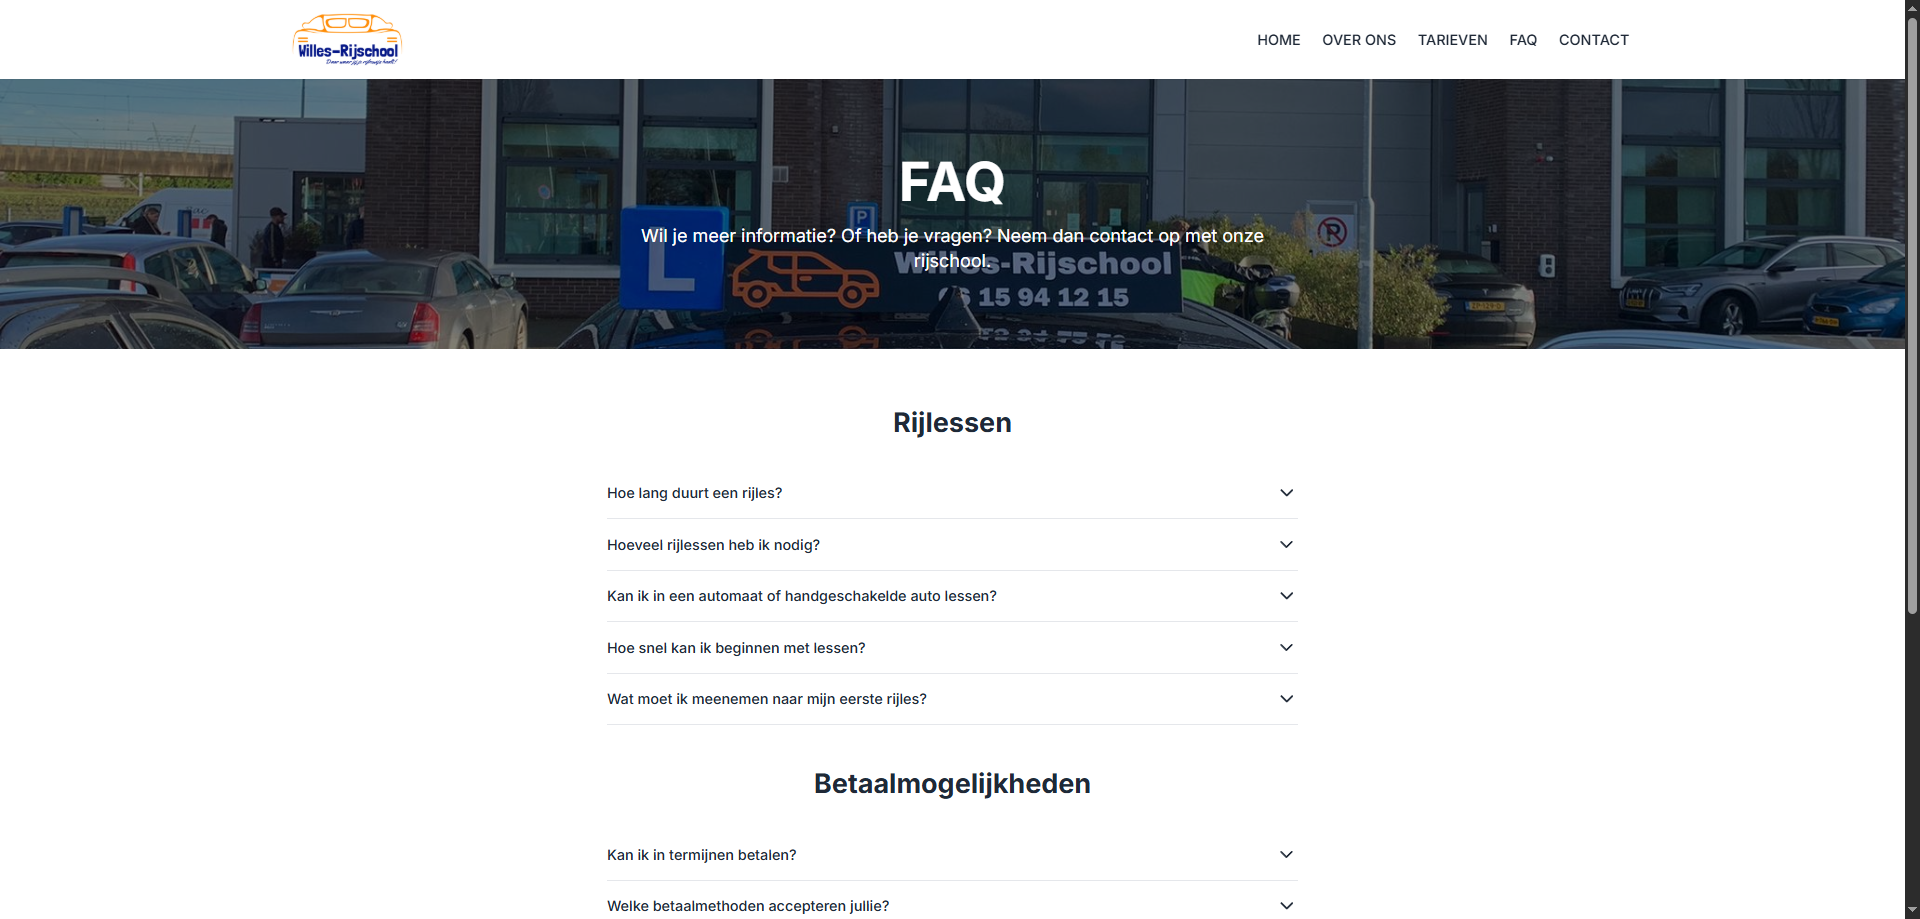 Willes-Rijschool
HOME
OVER ONS
TARIEVEN
FAQ
CONTACT
FAQ
Wil je meer informatie? Of heb je vragen? Neem dan contact op met onze
rijschool.
L
P
Willes-Rijschool
06 15 94 12 15
Rijlessen
Hoe lang duurt een rijles?
Hoeveel rijlessen heb ik nodig?
Kan ik in een automaat of handgeschakelde auto lessen?
Hoe snel kan ik beginnen met lessen?
Wat moet ik meenemen naar mijn eerste rijles?
Betaalmogelijkheden
Kan ik in termijnen betalen?
Welke betaalmethoden accepteren jullie?